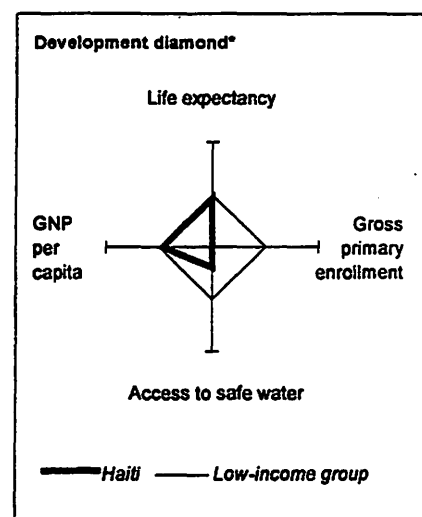 Development diamond*
Life expectancy
GNP
per
capita
Gross
primary
enrollment
Access to safe water
Haiti
Low-income group